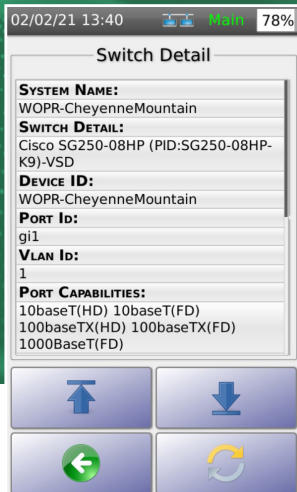 02/02/21 13:40 Main 78%
Switch Detail
SYSTEM NAME:
WOPR-CheyenneMountain
SWITCH DETAIL:
Cisco SG250-08HP (PID:SG250-08HP-
K9)-VSD
DEVICE ID:
WOPR-CheyenneMountain
PORT ID:
gi1
VLAN ID:
1
PORT CAPABILITIES:
10baseT(HD) 10baseT(FD)
100baseTX(HD) 100baseTX(FD)
1000BaseT(FD)